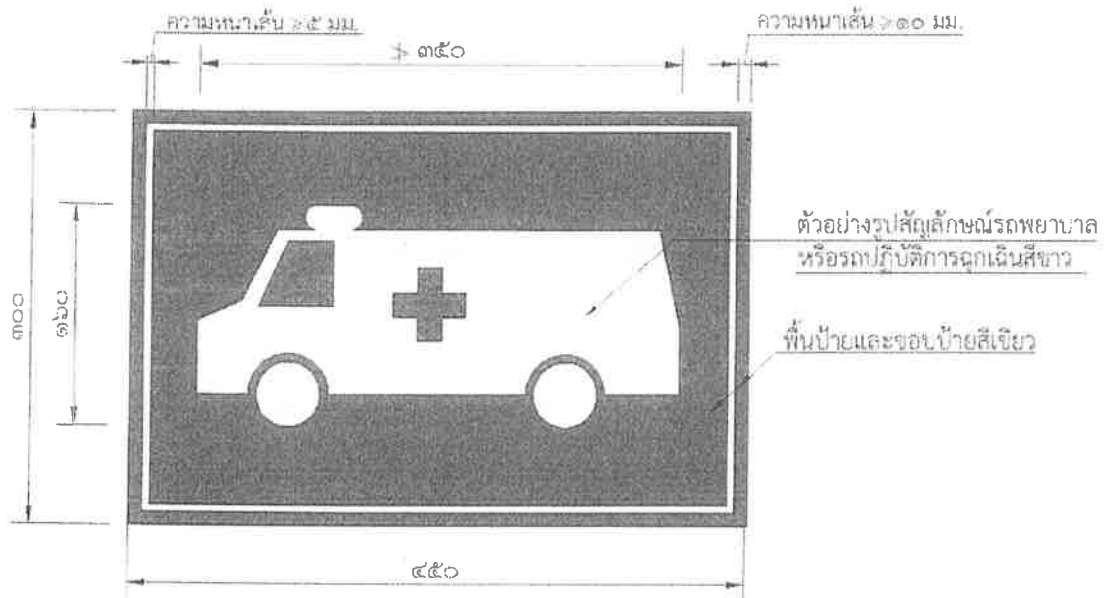 ความหนาเส้น ≥ ๕ มม.
ความหนาเส้น ≥ ๑๐ มม.
๓๕๐
๓๐๐
๑๖๐
ตัวอย่างรูปสัญลักษณ์รถพยาบาล
หรือรถปฏิบัติการฉุกเฉินสีขาว
พื้นป้ายและขอบป้ายสีเขียว
๔๕๐